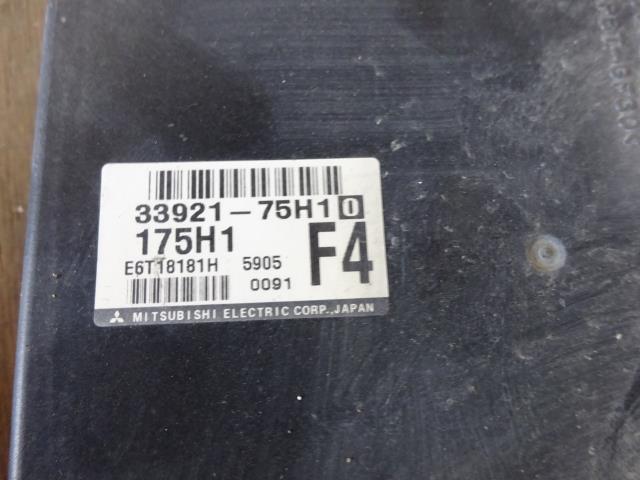 33921-75H10
175H1
F4
E6T18181H 5905
0091
MITSUBISHI ELECTRIC CORP.,JAPAN